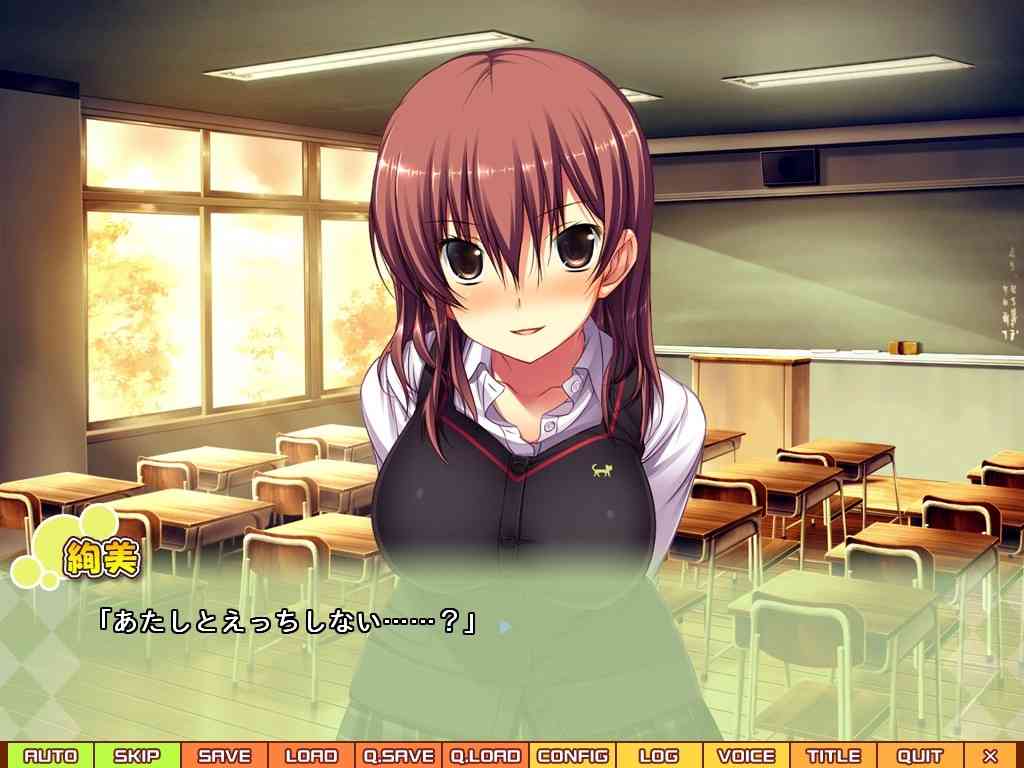 絢美
「あたしとえっちしない……？」
AUTO SKIP SAVE LOAD Q.SAVE Q.LOAD CONFIG LOG VOICE TITLE QUIT ×